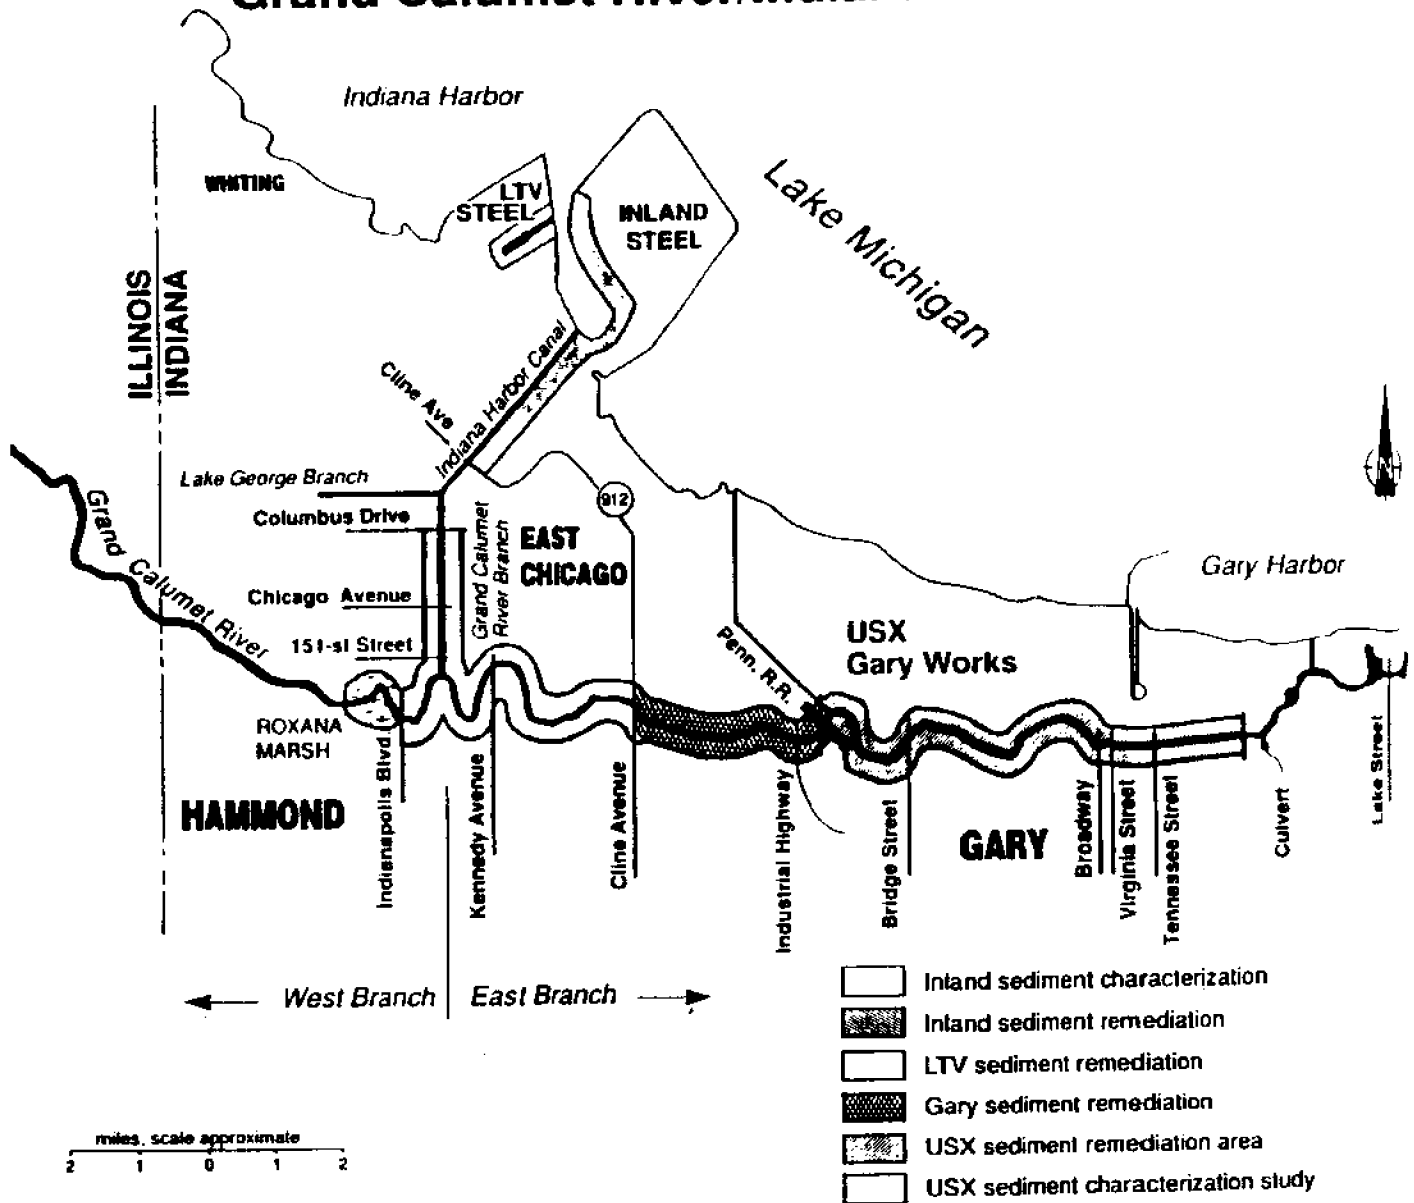 Grand Calumet River
Indiana Harbor
WHITING
LTV
STEEL
INLAND
STEEL
Lake Michigan
ILLINOIS
INDIANA
Cline Ave
Indiana Harbor Canal
Lake George Branch
912
Columbus Drive
Grand Calumet
River Branch
EAST
CHICAGO
Grand Calumet River
Chicago Avenue
151-st Street
Gary Harbor
USX
Gary Works
Penn. R.R.
ROXANA
MARSH
HAMMOND
Indianapolis Blvd
Kennedy Avenue
Cline Avenue
Industrial Highway
Bridge Street
GARY
Broadway
Virginia Street
Tennessee Street
Culvert
Lake Street
West Branch
East Branch
Inland sediment characterization
Inland sediment remediation
LTV sediment remediation
Gary sediment remediation
USX sediment remediation area
USX sediment characterization study
miles, scale approximate
2 1 0 1 2